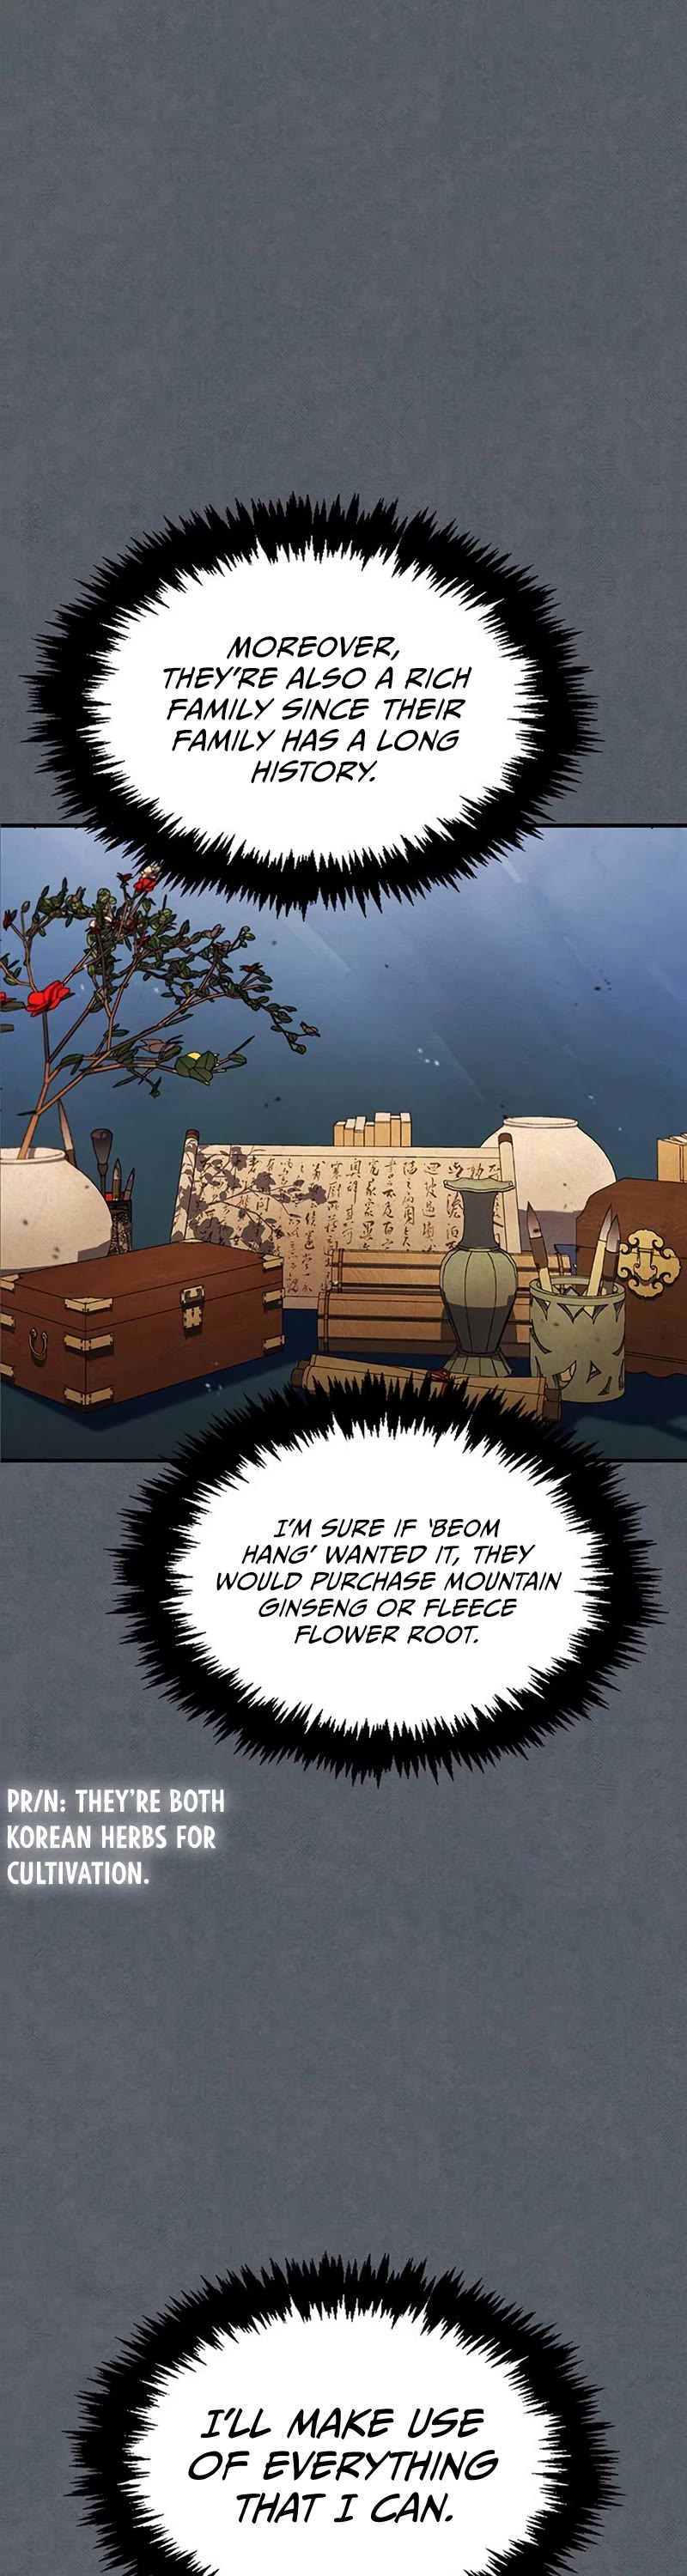 MOREOVER,
THEY'RE ALSO A RICH
FAMILY SINCE THEIR
FAMILY HAS A LONG
HISTORY.
I'M SURE IF 'BEOM
HANG' WANTED IT, THEY
WOULD PURCHASE MOUNTAIN
GINSENG OR FLEECE
FLOWER ROOT.
PR/N: THEY'RE BOTH
KOREAN HERBS FOR
CULTIVATION.
I'LL MAKE USE
OF EVERYTHING
THAT I CAN.